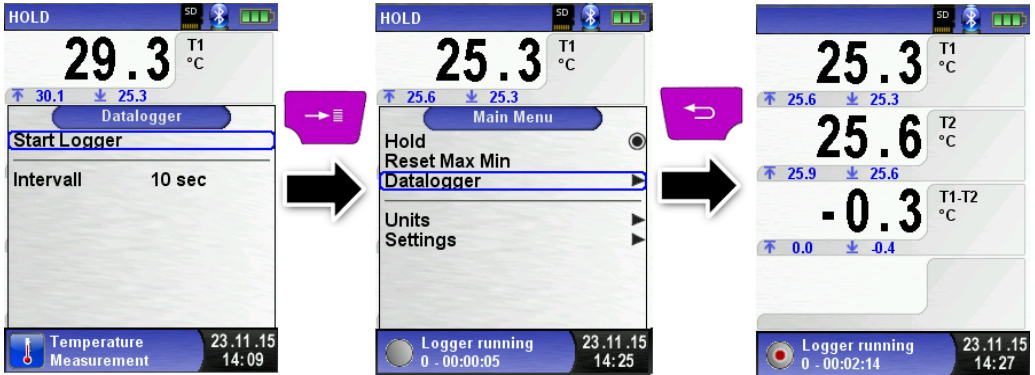 HOLD
SD
29.3
T1
°C
30.1 25.3
Datalogger
Start Logger
Intervall 10 sec
Temperature
Measurement
23.11.15
14:09
HOLD
SD
25.3
T1
°C
25.6 25.3
Main Menu
Hold
Reset Max Min
Datalogger
Units
Settings
Logger running
0 - 00:00:05
23.11.15
14:25
SD
25.3
T1
°C
25.6 25.3
25.6
T2
°C
25.9 25.6
-0.3
T1-T2
°C
0.0 -0.4
Logger running
0 - 00:02:14
23.11.15
14:27